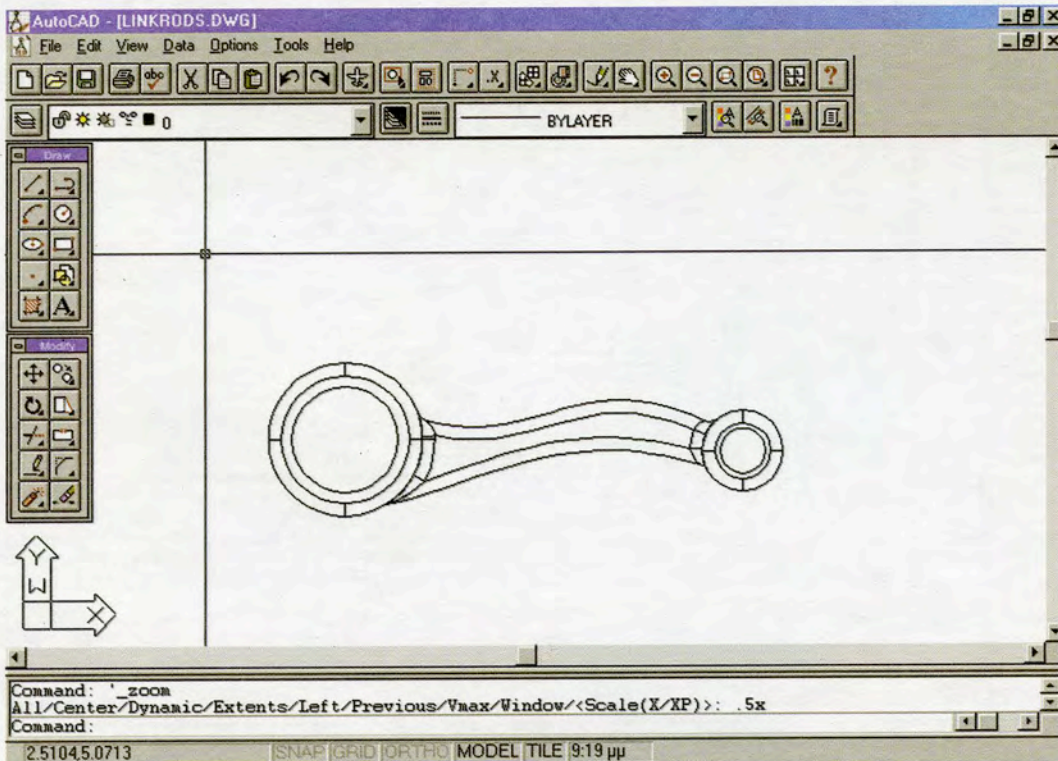 AutoCAD - [LINKRODS.DWG]
File Edit View Data Options Tools Help
abc
.X
?
0
BYLAYER
Draw
A
Modify
Y
W
X
Command: '_zoom
All/Center/Dynamic/Extents/Left/Previous/Vmax/Window/<Scale(X/XP)>: .5x
Command:
2.5104,5.0713 SNAP GRID ORTHO MODEL TILE 9:19 μμ